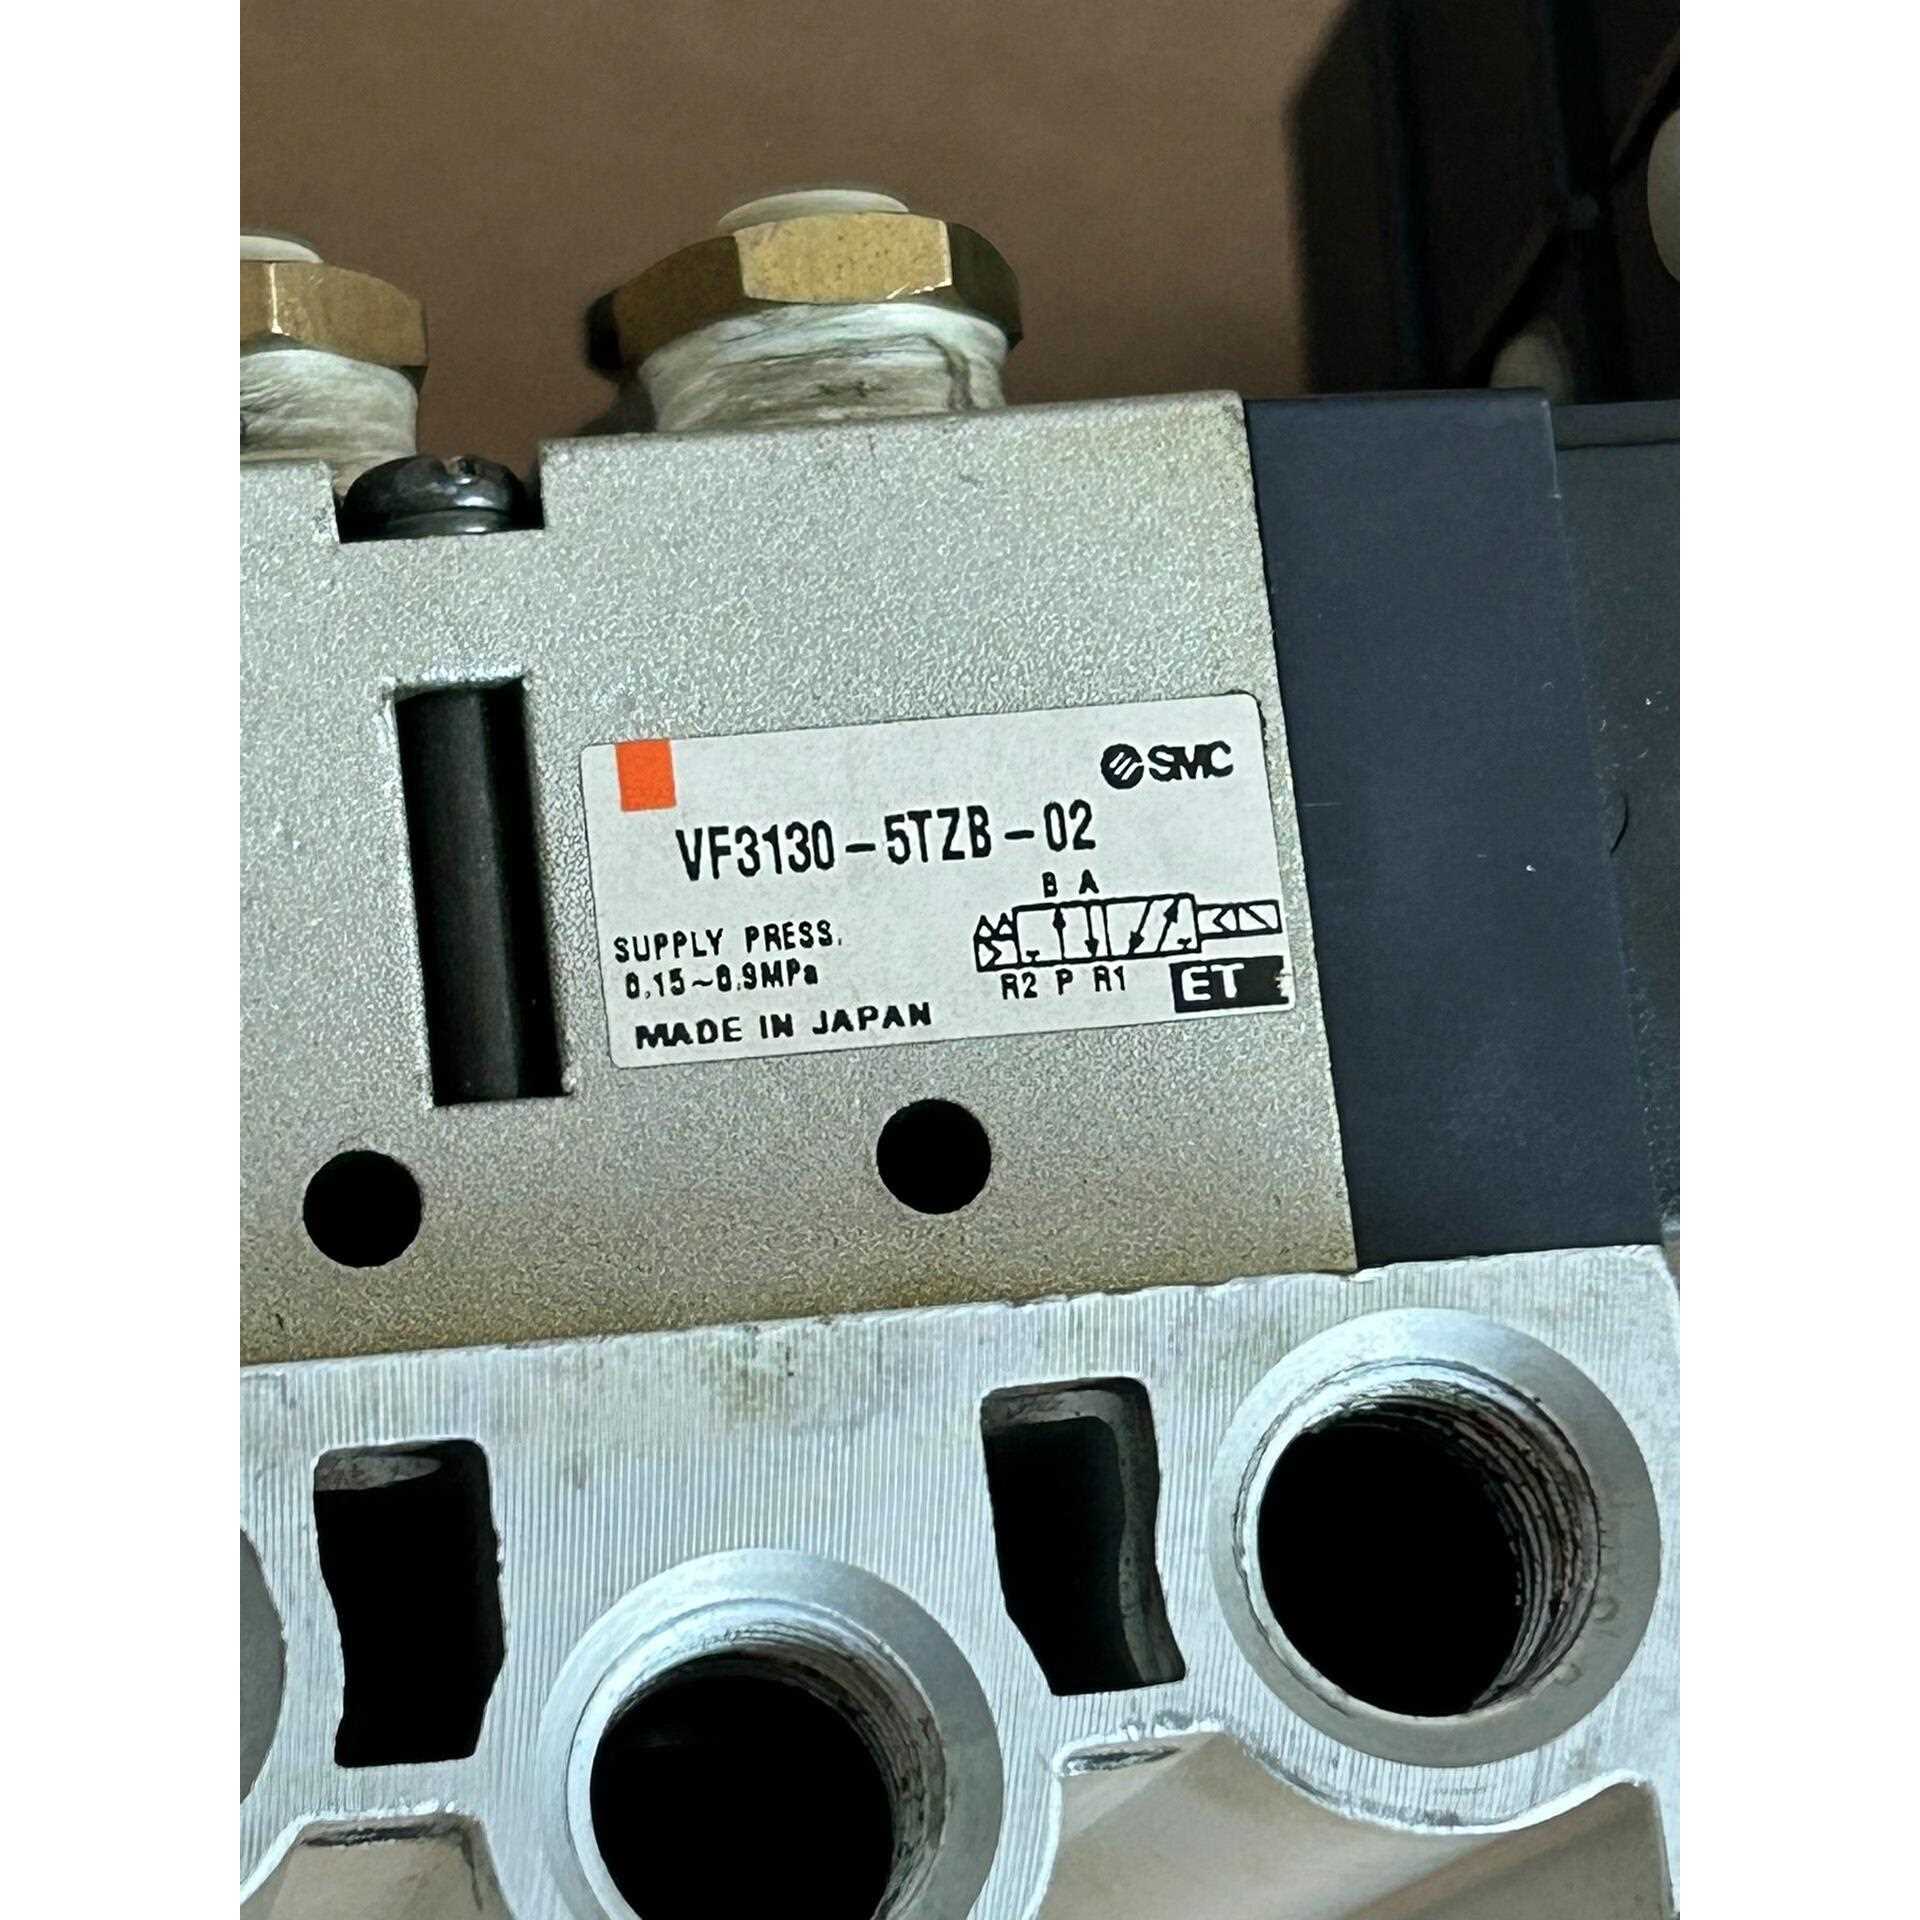 SMC
VF3130-5TZB-02
B A
SUPPLY PRESS.
0.15~0.9MPa
R2 P R1
ET
MADE IN JAPAN